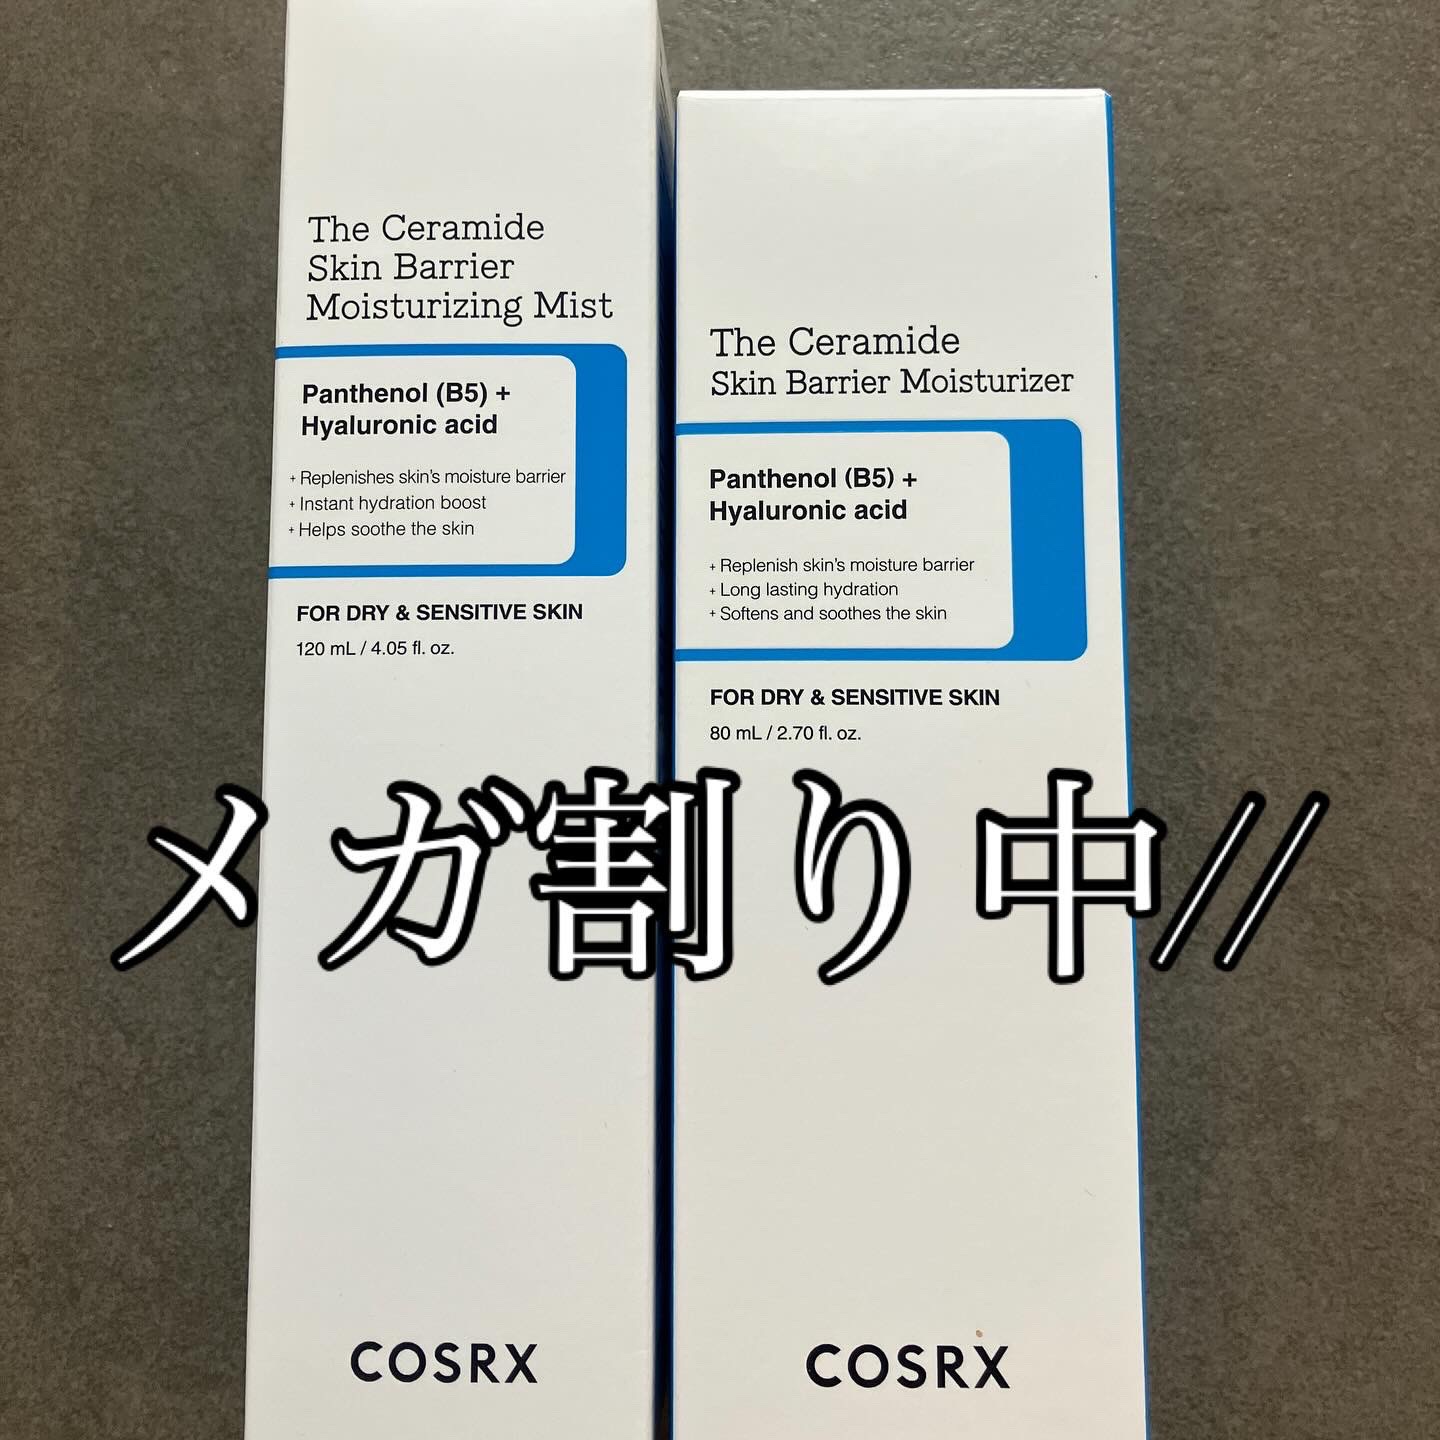 The Ceramide
Skin Barrier
Moisturizing Mist
Panthenol (B5) +
Hyaluronic acid
+ Replenishes skin's moisture barrier
+ Instant hydration boost
+ Helps soothe the skin
FOR DRY & SENSITIVE SKIN
120 mL / 4.05 fl. oz.
The Ceramide
Skin Barrier Moisturizer
Panthenol (B5) +
Hyaluronic acid
+ Replenish skin's moisture barrier
+ Long lasting hydration
+ Softens and soothes the skin
FOR DRY & SENSITIVE SKIN
80 mL / 2.70 fl. oz.
メガ割り中//
COSRX
COSRX